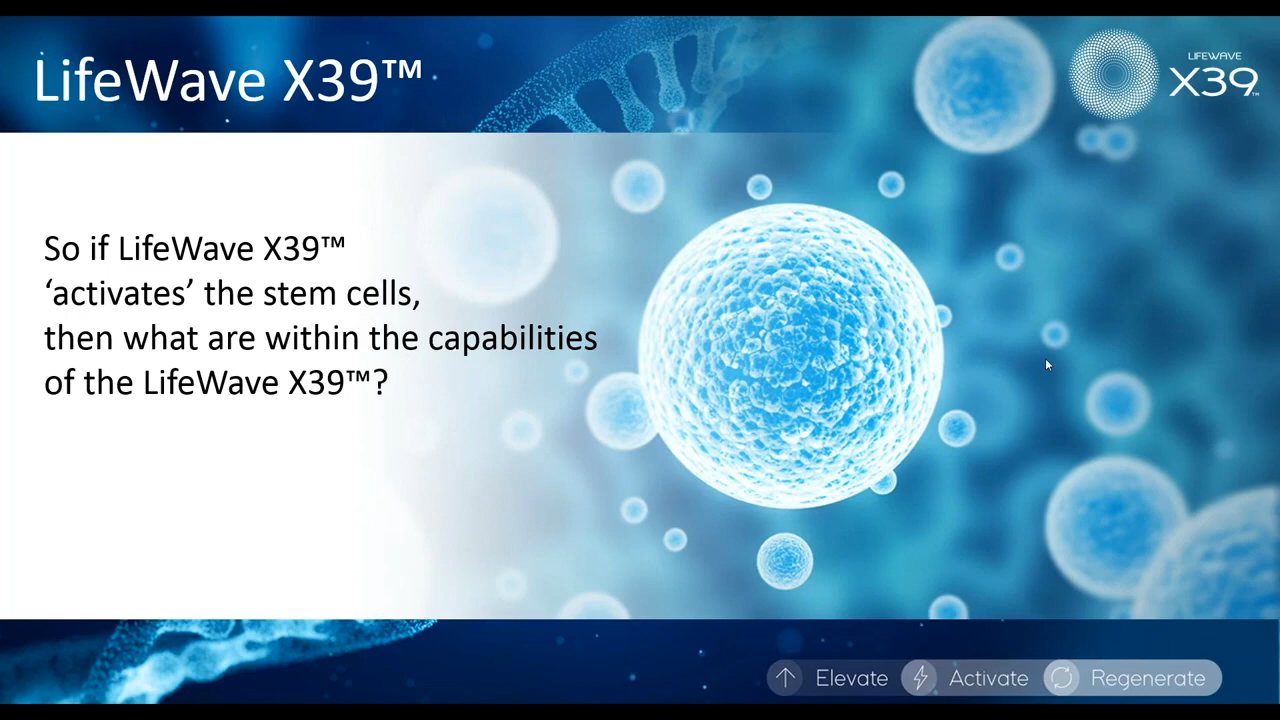 LifeWave X39™
LIFEWAVE
X39™
So if LifeWave X39™
‘activates’ the stem cells,
then what are within the capabilities
of the LifeWave X39™?
Elevate
Activate
Regenerate